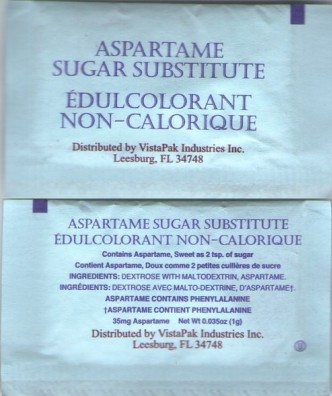 ASPARTAME
SUGAR SUBSTITUTE
ÉDULCOLORANT
NON-CALORIQUE
Distributed by VistaPak Industries Inc.
Leesburg, FL 34748
ASPARTAME SUGAR SUBSTITUTE
ÉDULCOLORANT NON-CALORIQUE
Contains Aspartame, Sweet as 2 tsp. of sugar
Contient Aspartame, Doux comme 2 petites cuillères de sucre
INGREDIENTS: DEXTROSE WITH MALTODEXTRIN, ASPARTAME.
INGRÉDIENTS: DEXTROSE AVEC MALTO-DEXTRINE, D'ASPARTAME†.
ASPARTAME CONTAINS PHENYLALANINE
†ASPARTAME CONTIENT PHENYLALANINE
35mg Aspartame Net Wt 0.035oz (1g)
Distributed by VistaPak Industries Inc.
Leesburg, FL 34748